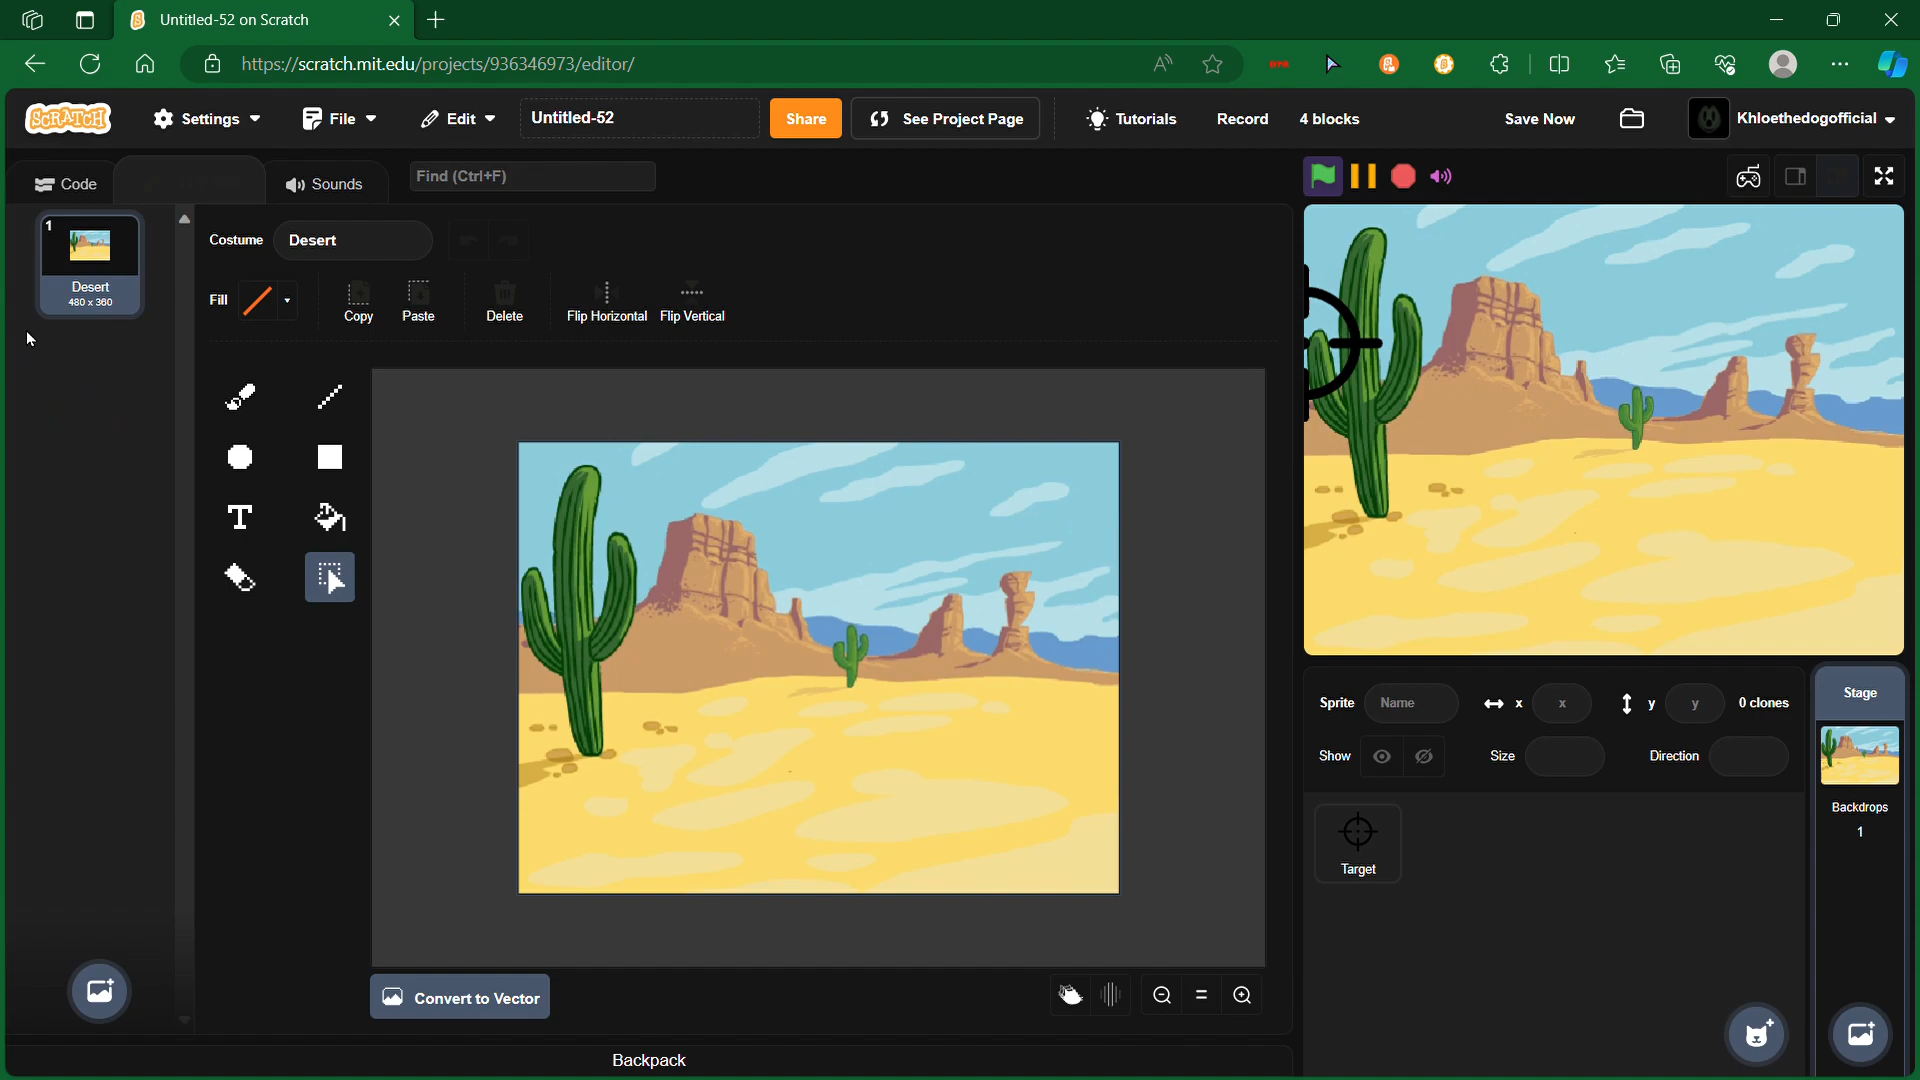 Untitled-52 on Scratch
https://scratch.mit.edu/projects/936346973/editor/
SCRATCH
Settings
File
Edit
Untitled-52
Share
See Project Page
Tutorials
Record
4 blocks
Save Now
Khloethedogofficial
Code
Sounds
Find (Ctrl+F)
1
Desert
480 x 360
Costume
Desert
Fill
Copy
Paste
Delete
Flip Horizontal
Flip Vertical
T
Convert to Vector
Backpack
Sprite
Name
x
x
y
y
0 clones
Show
Size
Direction
Target
Stage
Backdrops
1